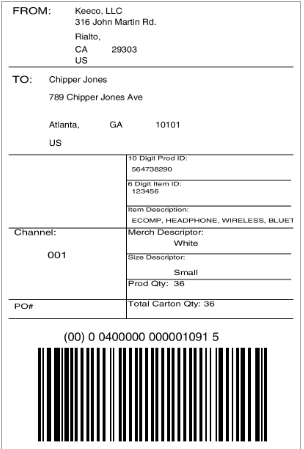 FROM: Keeco, LLC
316 John Martin Rd.
Rialto,
CA 29303
US
TO: Chipper Jones
789 Chipper Jones Ave
Atlanta, GA 10101
US
10 Digit Prod ID:
564738290
6 Digit Item ID:
123456
Item Description:
ECOMP, HEADPHONE, WIRELESS, BLUET
Channel:
001
Merch Descriptor:
White
Size Descriptor:
Small
Prod Qty: 36
PO#
Total Carton Qty: 36
(00) 0 0400000 000001091 5